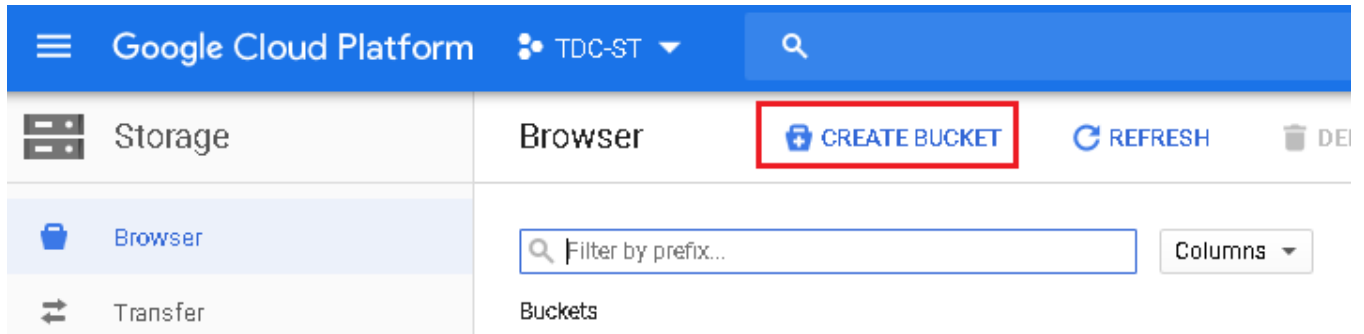 Google Cloud Platform TDC-ST
Storage
Browser CREATE BUCKET REFRESH
Browser
Filter by prefix... Columns
Transfer
Buckets